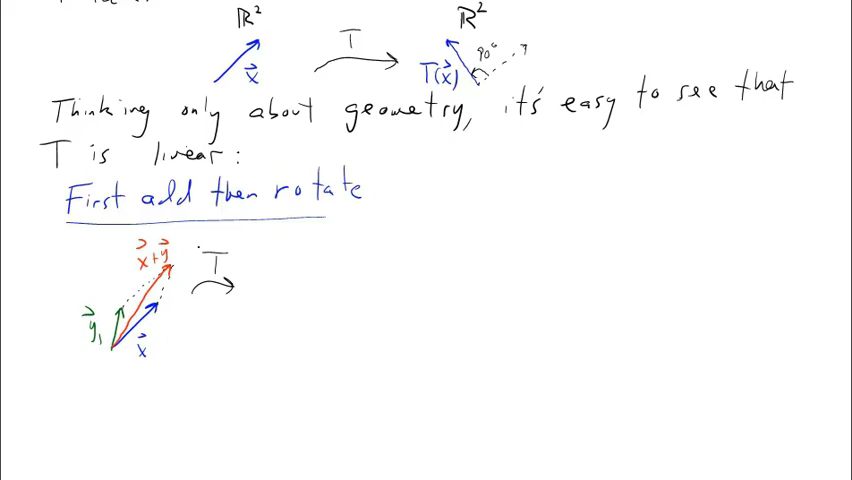 ℝ² ℝ²
T
90°
x⃗ T(x⃗)
Thinking only about geometry, it's easy to see that
T is linear:
First add then rotate
x⃗+y⃗ T
y⃗
x⃗